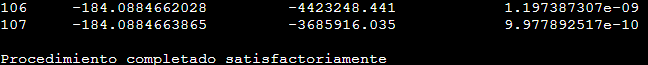 106 -184.0884662028 -4423248.441 1.197387307e-09
107 -184.0884663865 -3685916.035 9.977892517e-10
Procedimiento completado satisfactoriamente